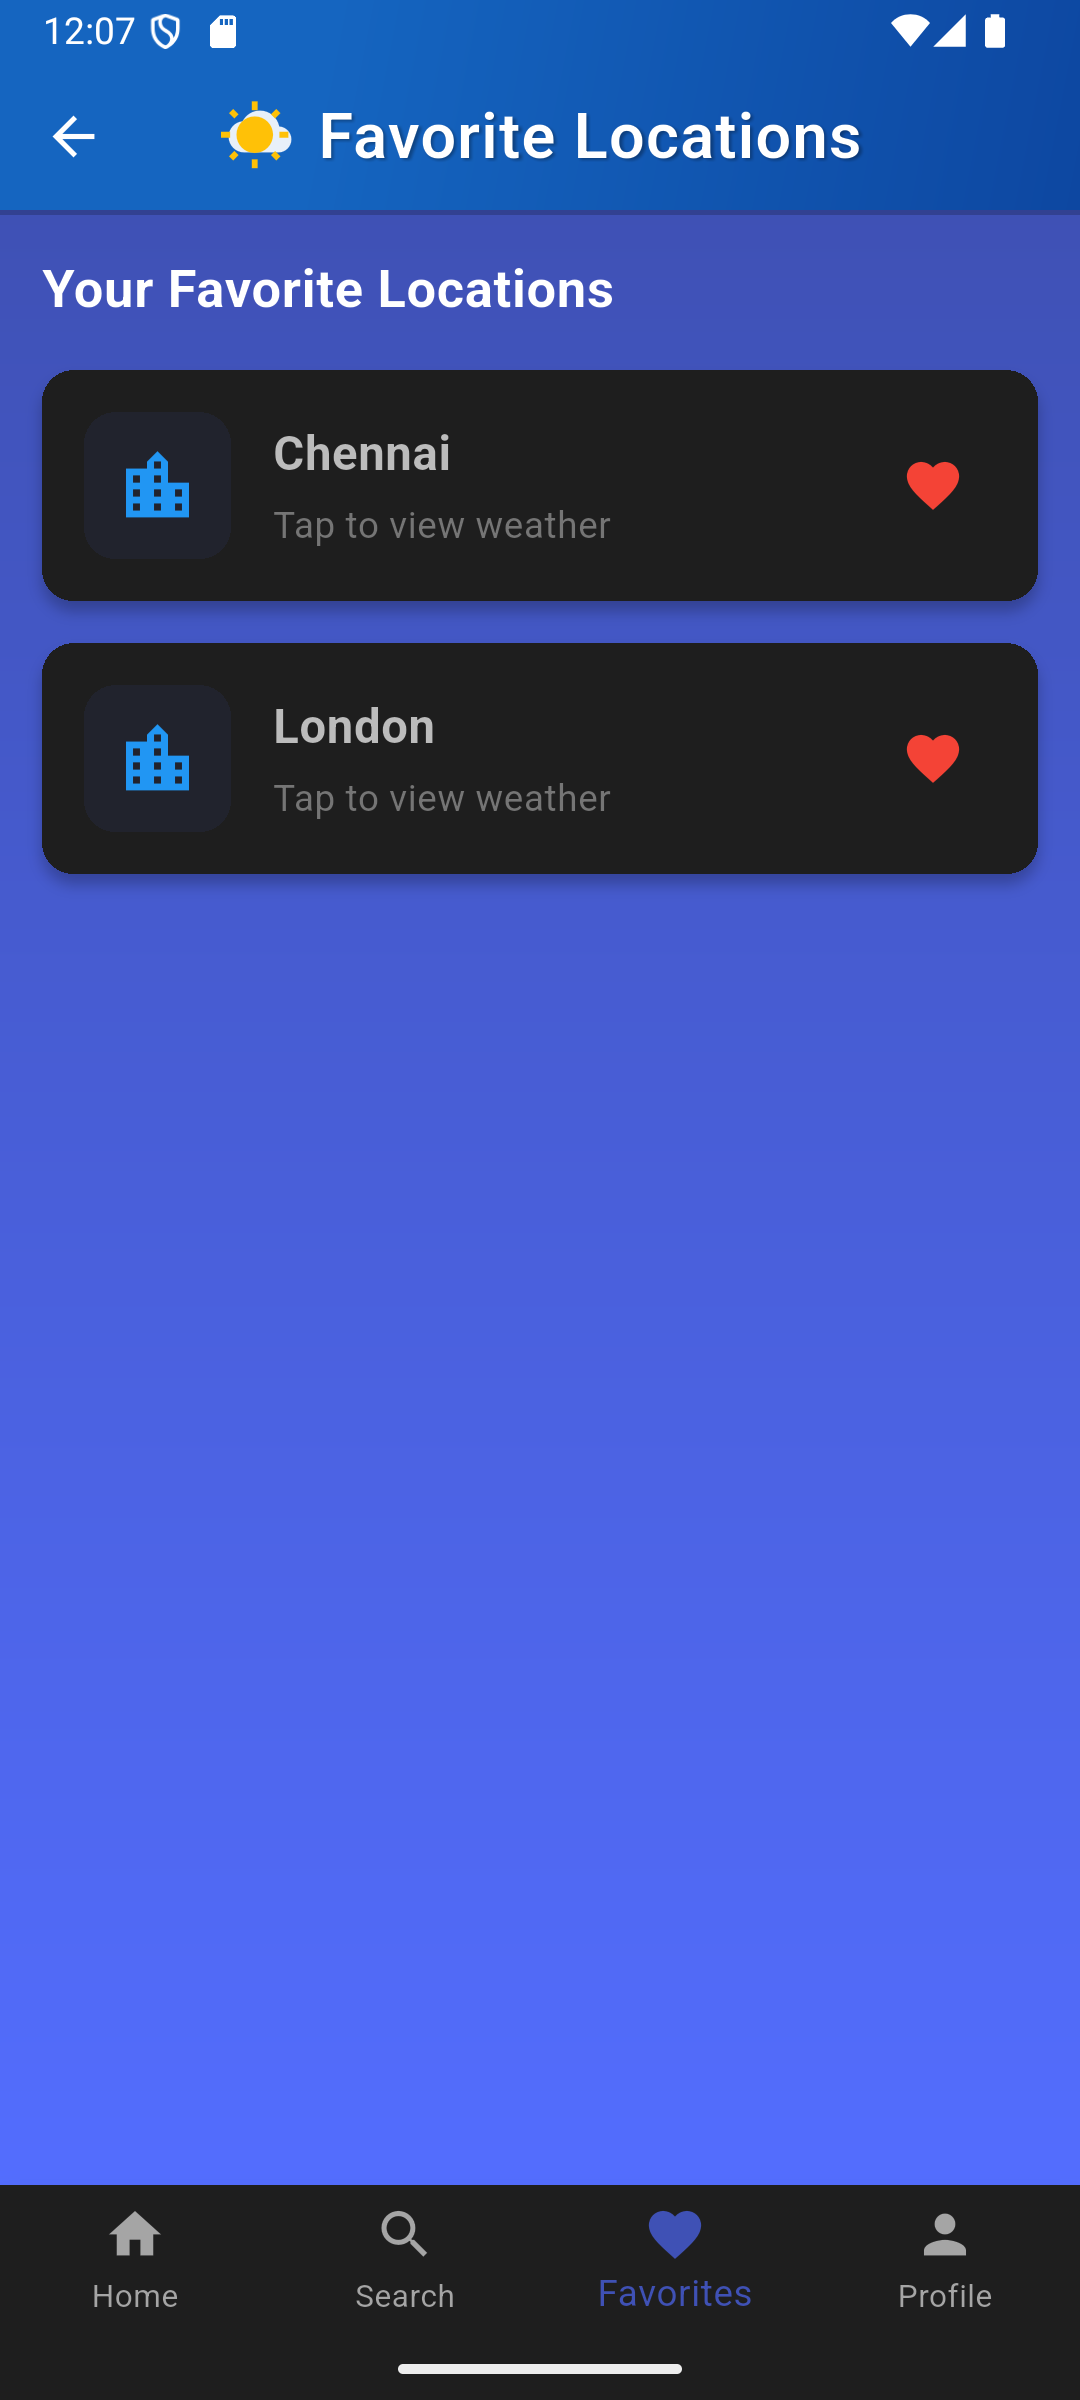 12:07
Favorite Locations
Your Favorite Locations
Chennai
Tap to view weather
London
Tap to view weather
Home
Search
Favorites
Profile